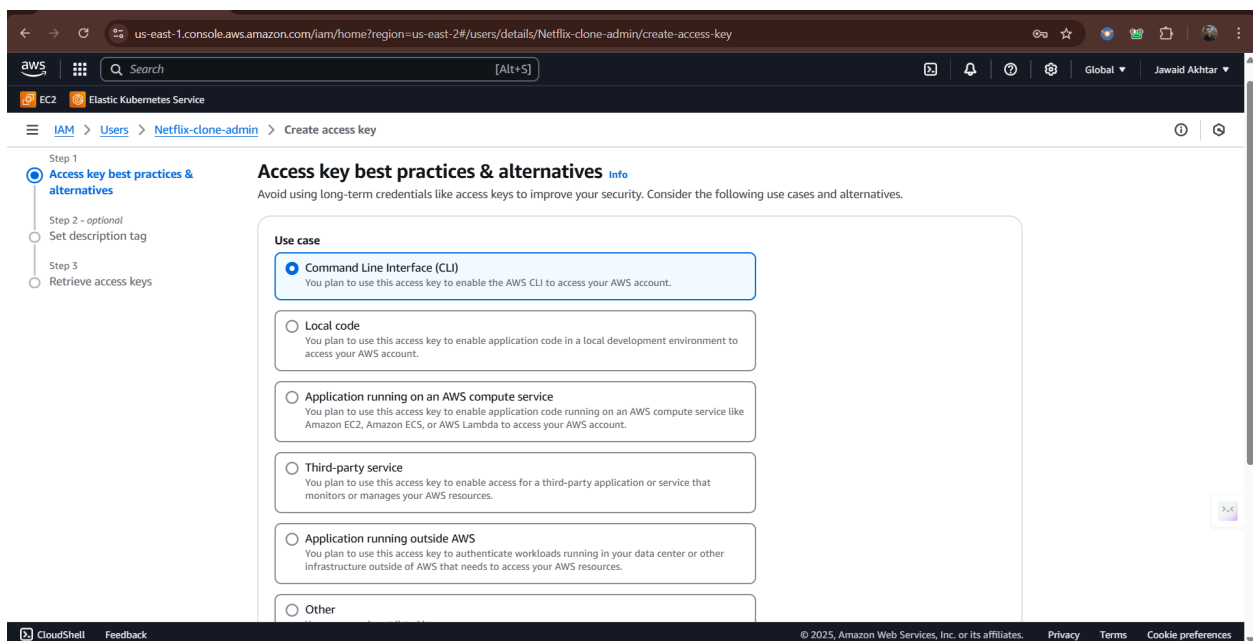 us-east-1.console.aws.amazon.com/iam/home?region=us-east-2#/users/details/Netflix-clone-admin/create-access-key
aws
Search [Alt+S]
Global ▼ Jawaid Akhtar ▼
EC2 Elastic Kubernetes Service
IAM > Users > Netflix-clone-admin > Create access key
Step 1
Access key best practices &
alternatives
Step 2 - optional
Set description tag
Step 3
Retrieve access keys
Access key best practices & alternatives Info
Avoid using long-term credentials like access keys to improve your security. Consider the following use cases and alternatives.
Use case
Command Line Interface (CLI)
You plan to use this access key to enable the AWS CLI to access your AWS account.
Local code
You plan to use this access key to enable application code in a local development environment to
access your AWS account.
Application running on an AWS compute service
You plan to use this access key to enable application code running on an AWS compute service like
Amazon EC2, Amazon ECS, or AWS Lambda to access your AWS account.
Third-party service
You plan to use this access key to enable access for a third-party application or service that
monitors or manages your AWS resources.
Application running outside AWS
You plan to use this access key to authenticate workloads running in your data center or other
infrastructure outside of AWS that needs to access your AWS resources.
Other
CloudShell Feedback © 2025, Amazon Web Services, Inc. or its affiliates. Privacy Terms Cookie preferences